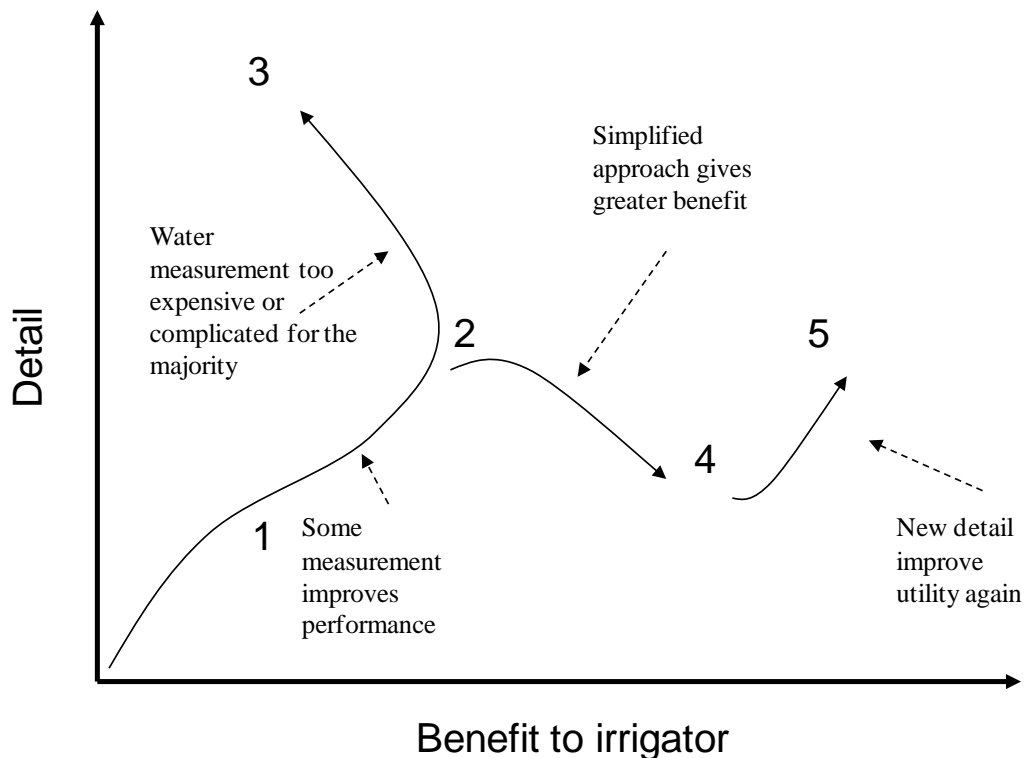 3
Simplified
approach gives
greater benefit
Water
measurement too
expensive or
complicated for the
majority
2
5
Detail
4
1
Some
measurement
improves
performance
New detail
improve
utility again
Benefit to irrigator